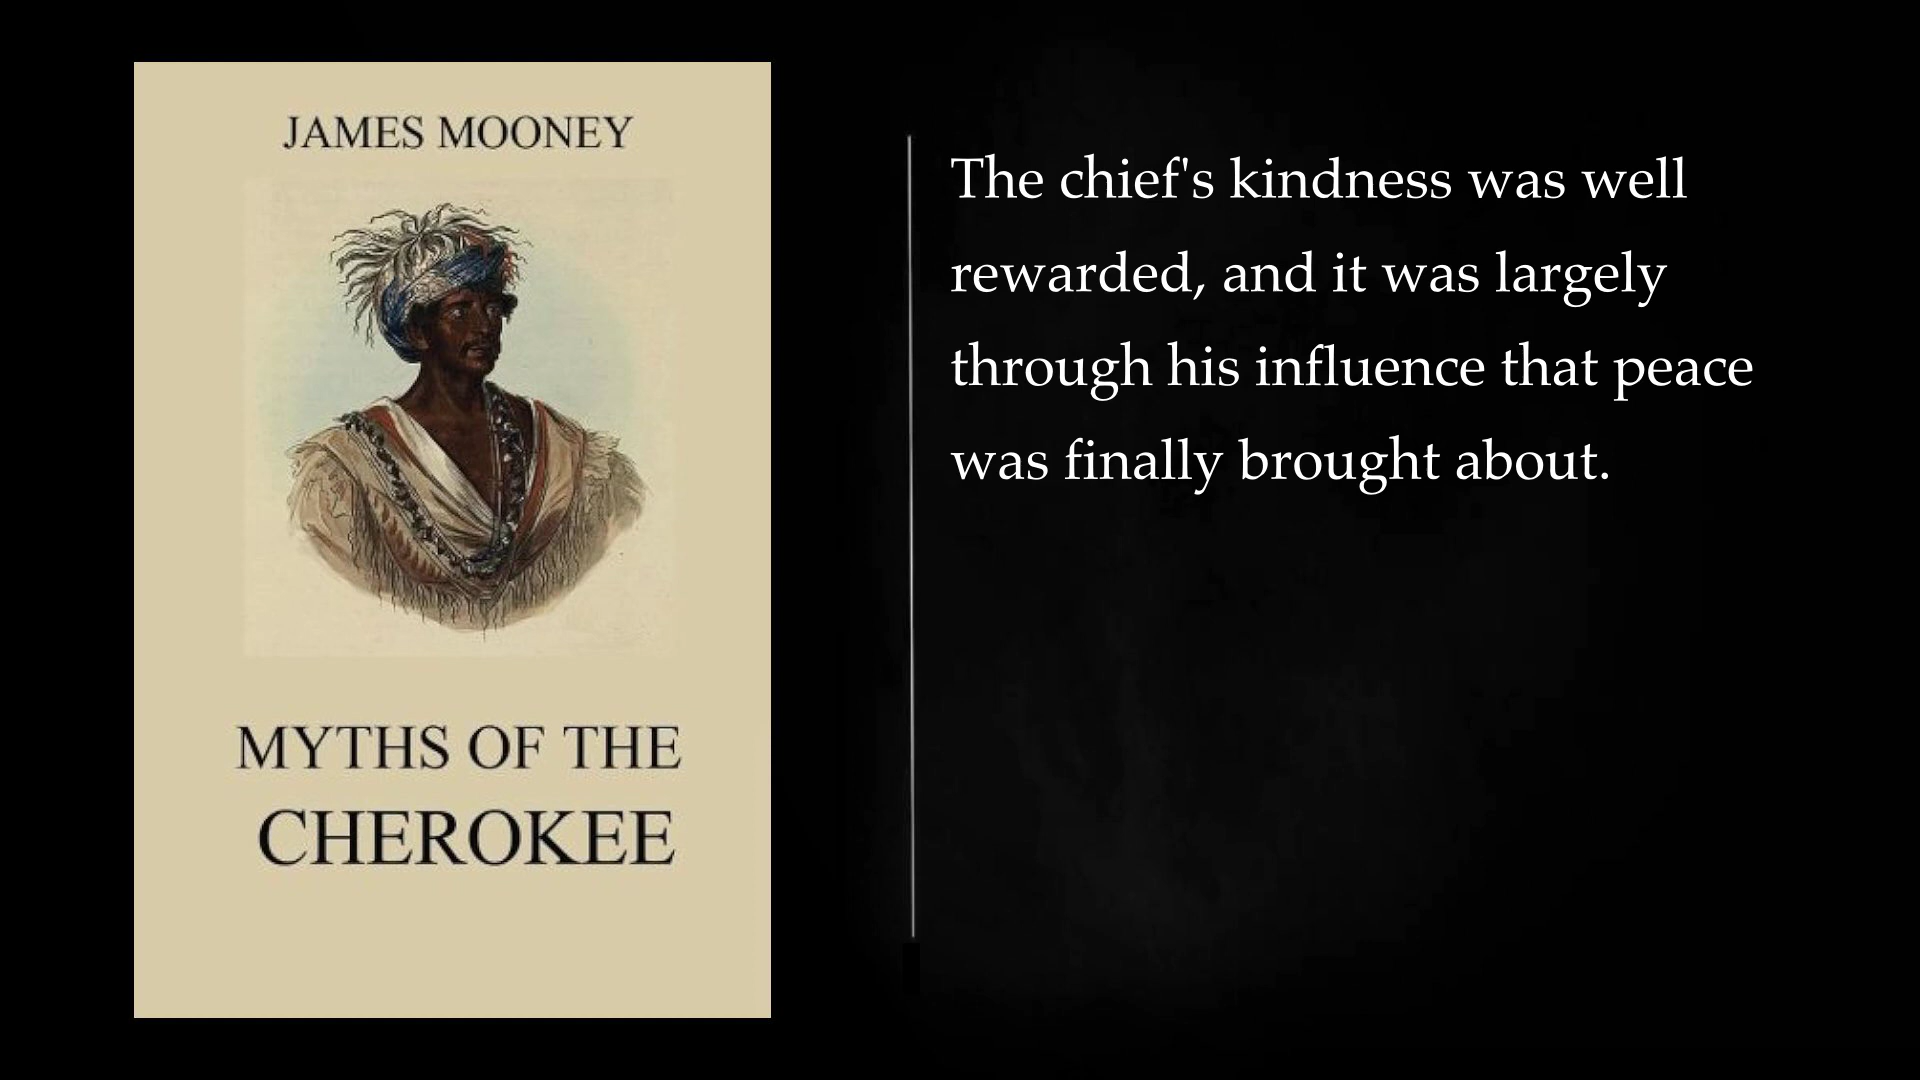 JAMES MOONEY
MYTHS OF THE
CHEROKEE
The chief's kindness was well
rewarded, and it was largely
through his influence that peace
was finally brought about.